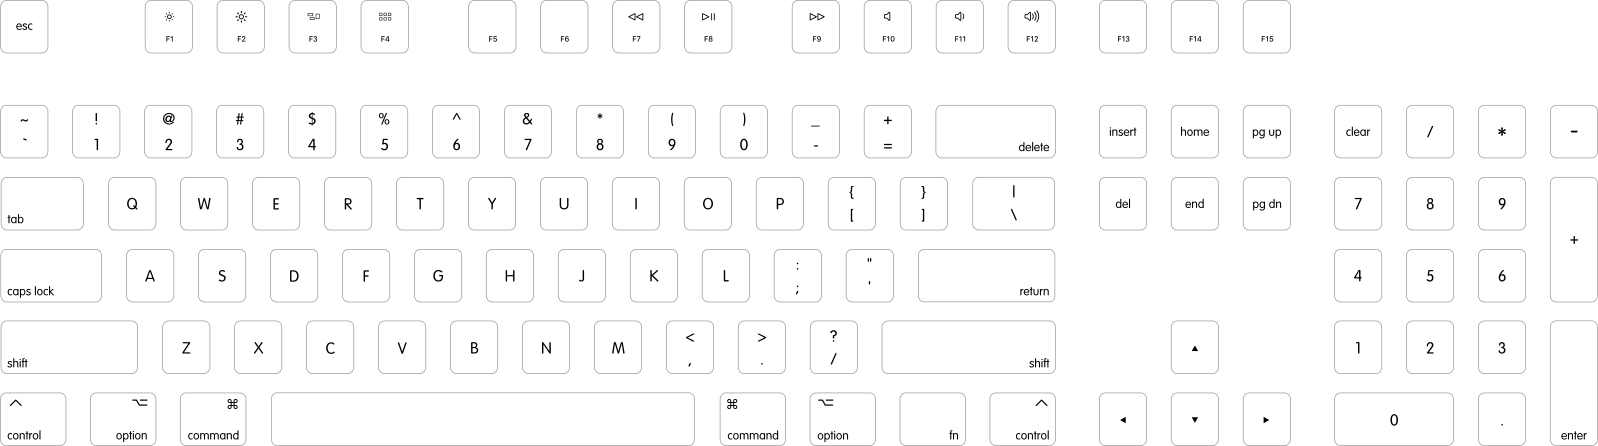 esc F1 F2 F3 F4 F5 F6 F7 F8 F9 F10 F11 F12 F13 F14 F15
~ ! @ # $ % ^ & * ( ) _ +
` 1 2 3 4 5 6 7 8 9 0 - = delete insert home pg up clear / * -
tab Q W E R T Y U I O P { [ } ] | \ del end pg dn 7 8 9 +
caps lock A S D F G H J K L : ; " ' return 4 5 6
shift Z X C V B N M < , > . ? / shift ▲ 1 2 3
control option ⌥ command ⌘ ⌘ command ⌥ option fn control ◄ ▼ ► 0 . enter